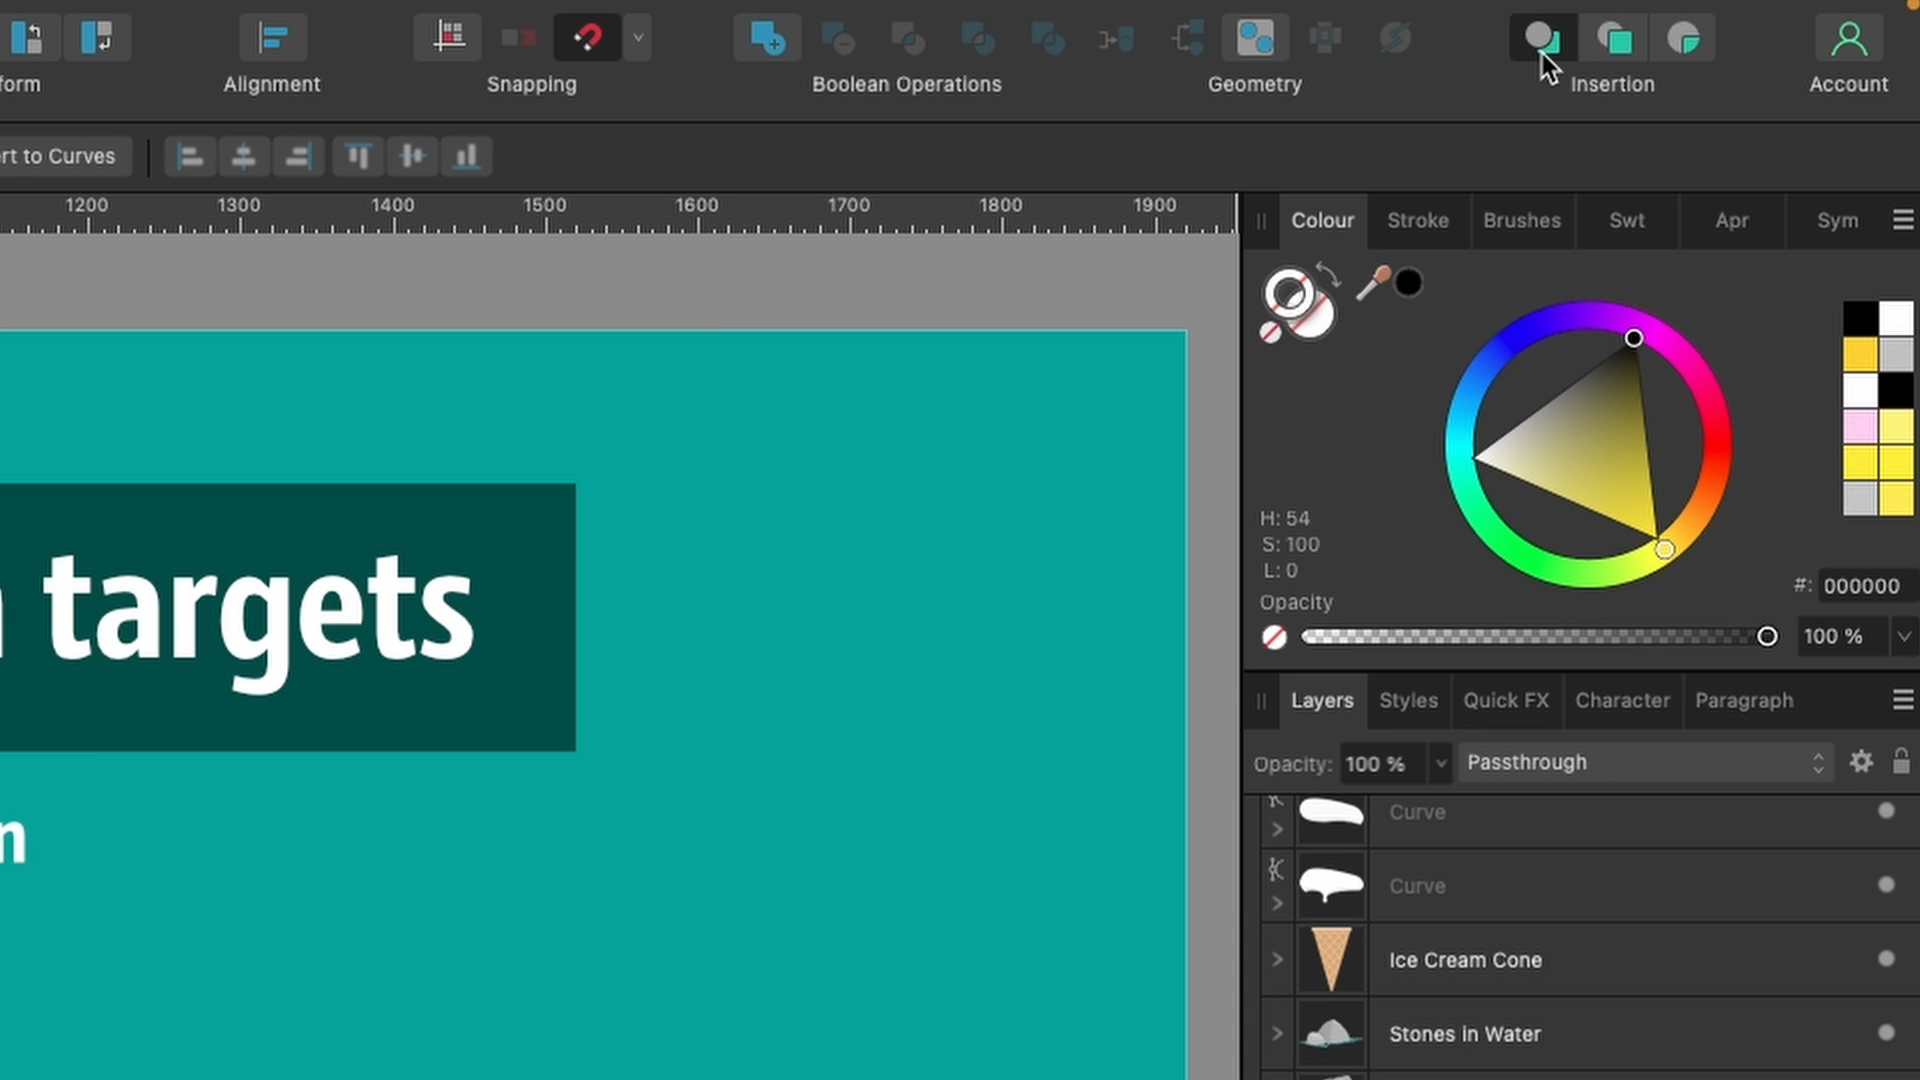 form
Alignment
Snapping
Boolean Operations
Geometry
Insertion
Account
rt to Curves
1200 1300 1400 1500 1600 1700 1800 1900
Colour Stroke Brushes Swt Apr Sym
H: 54
S: 100
L: 0
#: 000000
Opacity
100 %
targets
n
Layers Styles Quick FX Character Paragraph
Opacity: 100 % Passthrough
Curve
Curve
Ice Cream Cone
Stones in Water